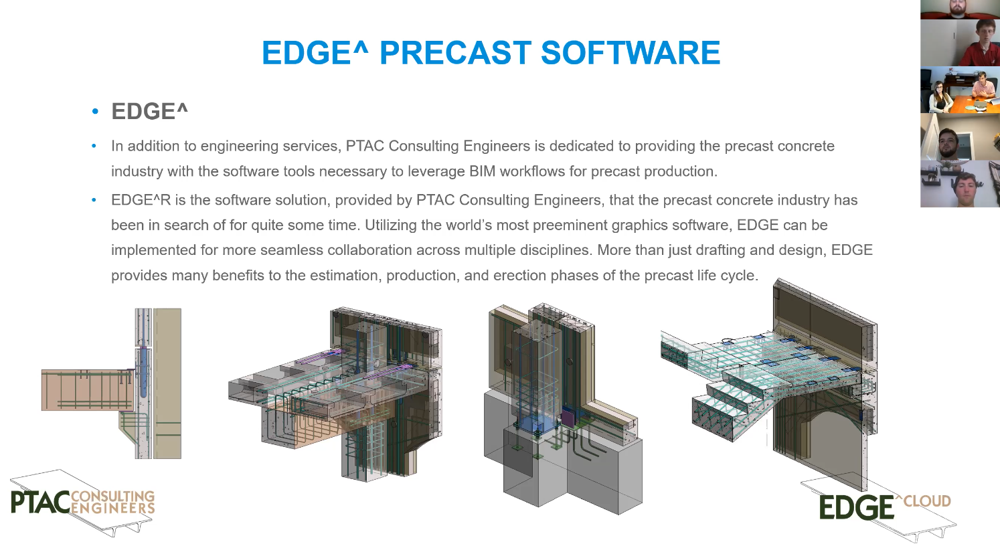 EDGE^ PRECAST SOFTWARE
• EDGE^
• In addition to engineering services, PTAC Consulting Engineers is dedicated to providing the precast concrete
industry with the software tools necessary to leverage BIM workflows for precast production.
• EDGE^R is the software solution, provided by PTAC Consulting Engineers, that the precast concrete industry has
been in search of for quite some time. Utilizing the world’s most preeminent graphics software, EDGE can be
implemented for more seamless collaboration across multiple disciplines. More than just drafting and design, EDGE
provides many benefits to the estimation, production, and erection phases of the precast life cycle.
PTAC CONSULTING
ENGINEERS
EDGE^CLOUD